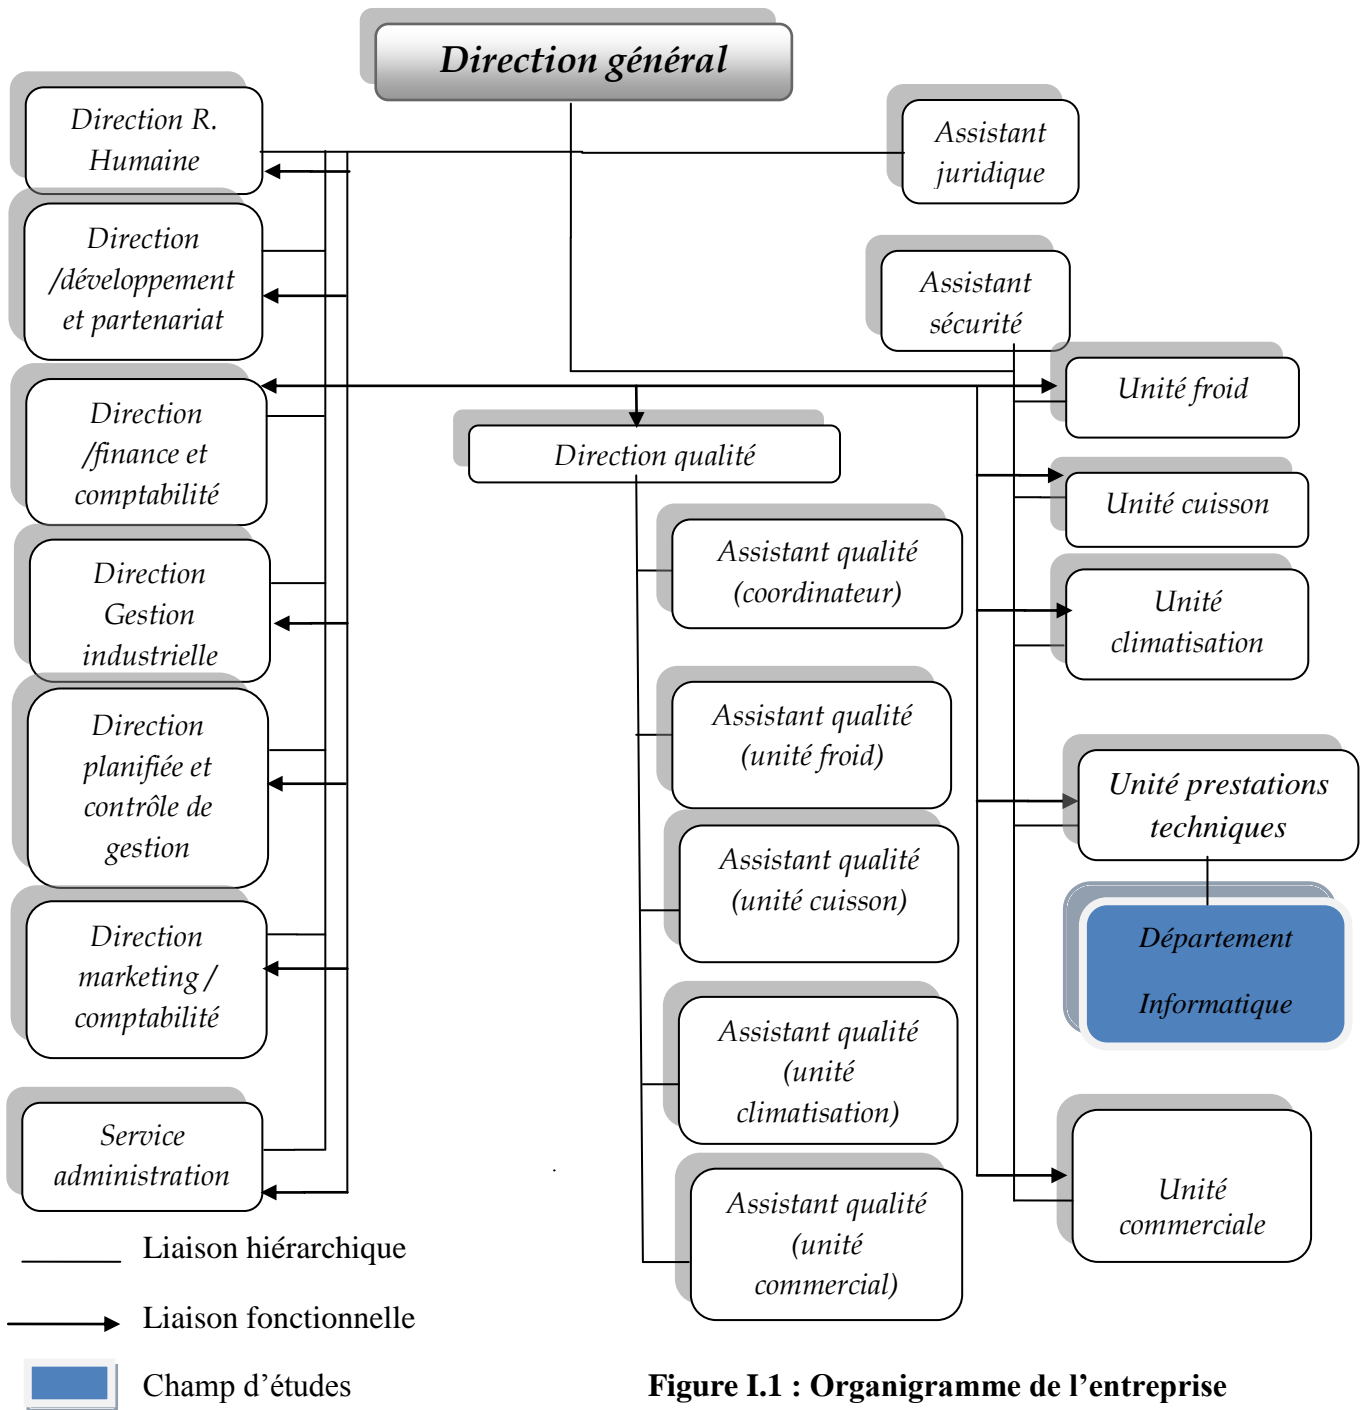 Direction général
Direction R.
Humaine
Assistant
juridique
Direction
/développement
et partenariat
Assistant
sécurité
Direction
/finance et
comptabilité
Unité froid
Direction qualité
Unité cuisson
Direction
Gestion
industrielle
Assistant qualité
(coordinateur)
Unité
climatisation
Direction
planifiée et
contrôle de
gestion
Assistant qualité
(unité froid)
Unité prestations
techniques
Assistant qualité
(unité cuisson)
Direction
marketing /
comptabilité
Département
Informatique
Assistant qualité
(unité
climatisation)
Service
administration
Assistant qualité
(unité
commercial)
Unité
commerciale
Liaison hiérarchique
Liaison fonctionnelle
Champ d’études
Figure I.1 : Organigramme de l’entreprise